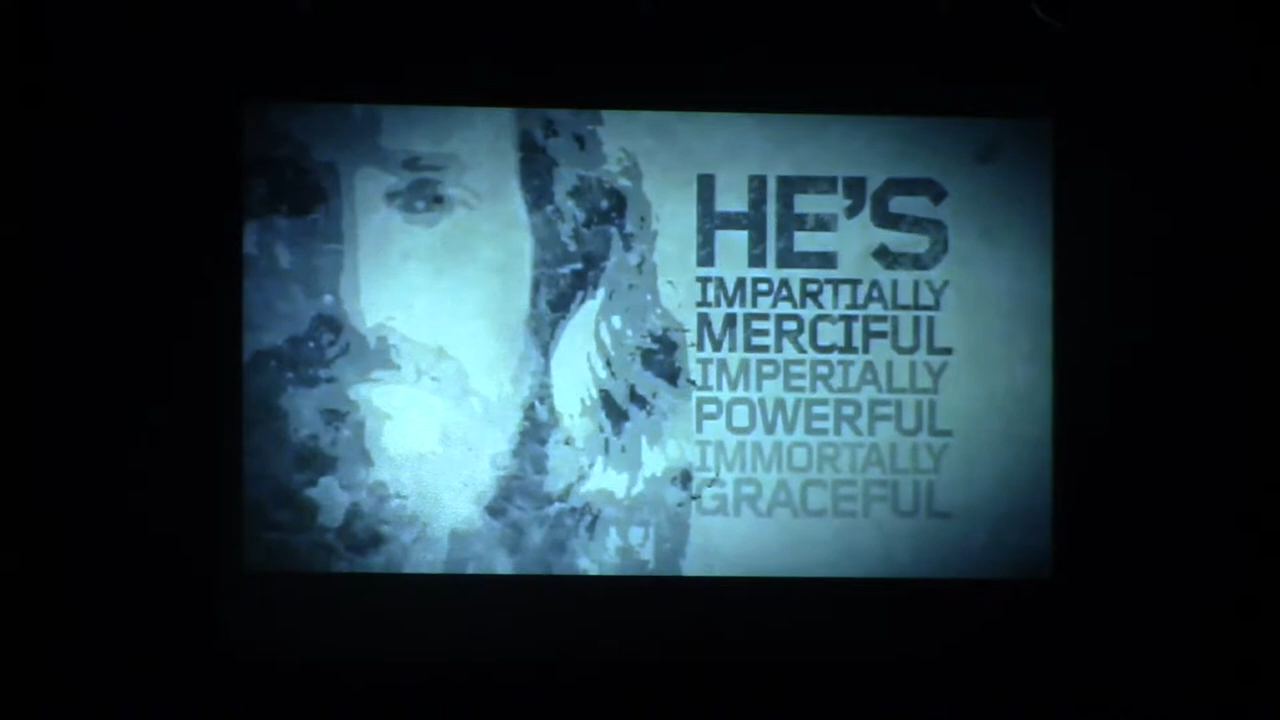 HE'S
IMPARTIALLY
MERCIFUL
IMPERIALLY
POWERFUL
IMMORTALLY
GRACEFUL